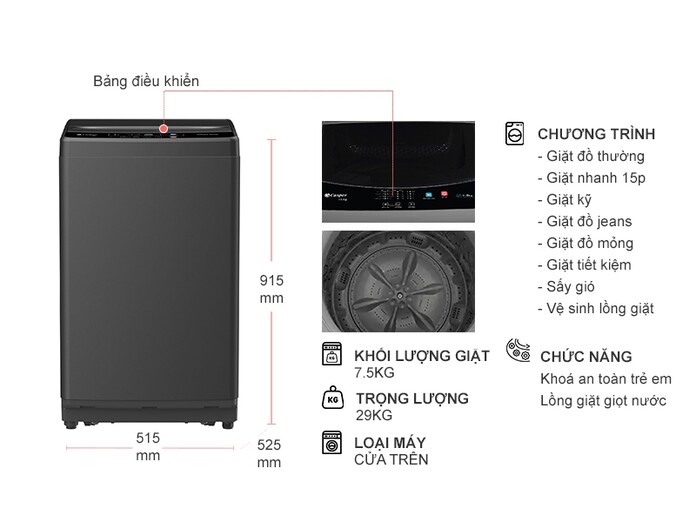 Bảng điều khiển
Casper
915
mm
515
mm
525
mm
KHỐI LƯỢNG GIẶT
7.5KG
KG
TRỌNG LƯỢNG
29KG
LOẠI MÁY
CỬA TRÊN
CHƯƠNG TRÌNH
- Giặt đồ thường
- Giặt nhanh 15p
- Giặt kỹ
- Giặt đồ jeans
- Giặt đồ mỏng
- Giặt tiết kiệm
- Sấy gió
- Vệ sinh lồng giặt
CHỨC NĂNG
Khoá an toàn trẻ em
Lồng giặt giọt nước